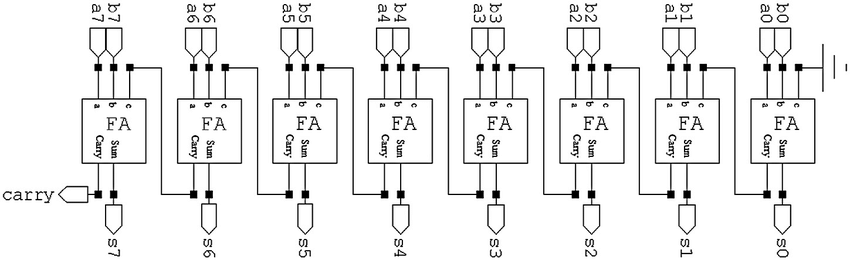 a7 b7 a6 b6 a5 b5 a4 b4 a3 b3 a2 b2 a1 b1 a0 b0
a b c a b c a b c a b c a b c a b c a b c a b c
FA FA FA FA FA FA FA FA
Carry Sum Carry Sum Carry Sum Carry Sum Carry Sum Carry Sum Carry Sum Carry Sum
carry
s7 s6 s5 s4 s3 s2 s1 s0